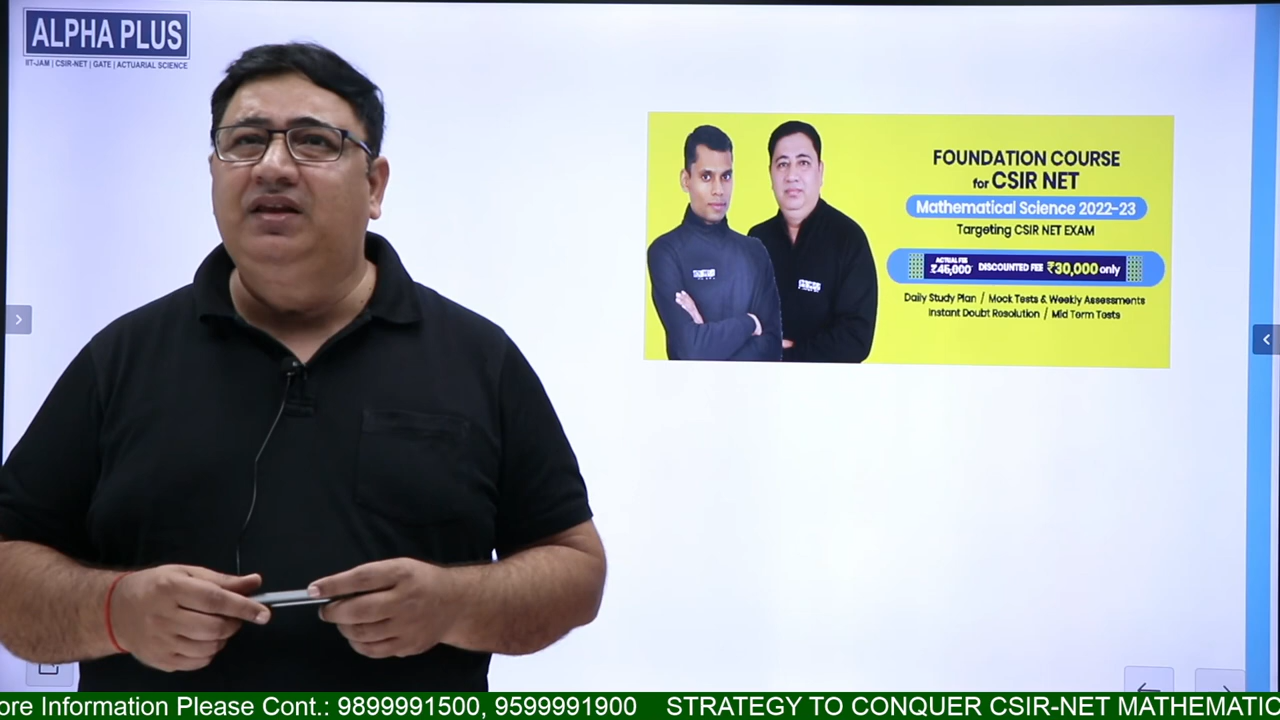 ALPHA PLUS
IIT-JAM | CSIR-NET | GATE | ACTUARIAL SCIENCE
FOUNDATION COURSE
for CSIR NET
Mathematical Science 2022-23
Targeting CSIR NET EXAM
ACTUAL FEE
₹45,000 DISCOUNTED FEE ₹30,000 only
Daily Study Plan / Mock Tests & Weekly Assessments
Instant Doubt Resolution / Mid Term Tests
ore Information Please Cont.: 9899991500, 9599991900 STRATEGY TO CONQUER CSIR-NET MATHEMATIC